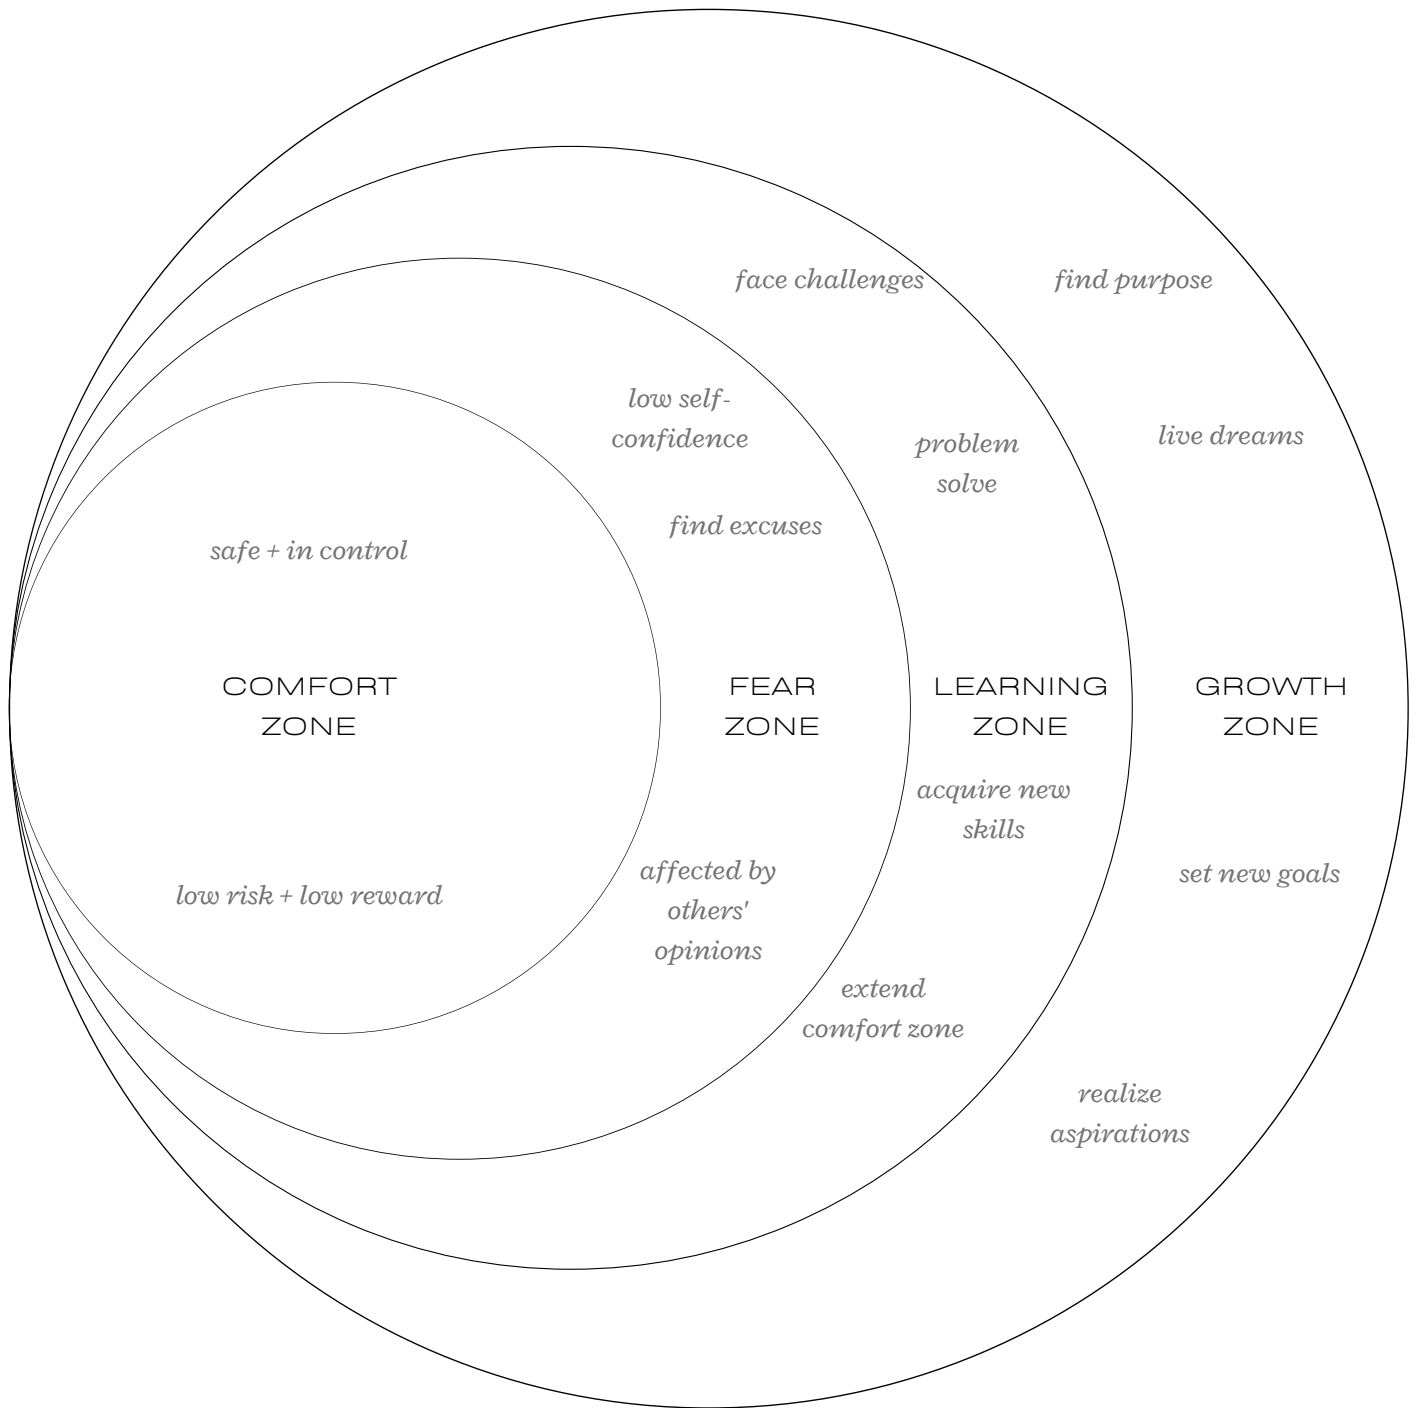 safe + in control
COMFORT
ZONE
low risk + low reward
low self-
confidence
find excuses
FEAR
ZONE
affected by
others'
opinions
face challenges
problem
solve
LEARNING
ZONE
acquire new
skills
extend
comfort zone
find purpose
live dreams
GROWTH
ZONE
set new goals
realize
aspirations